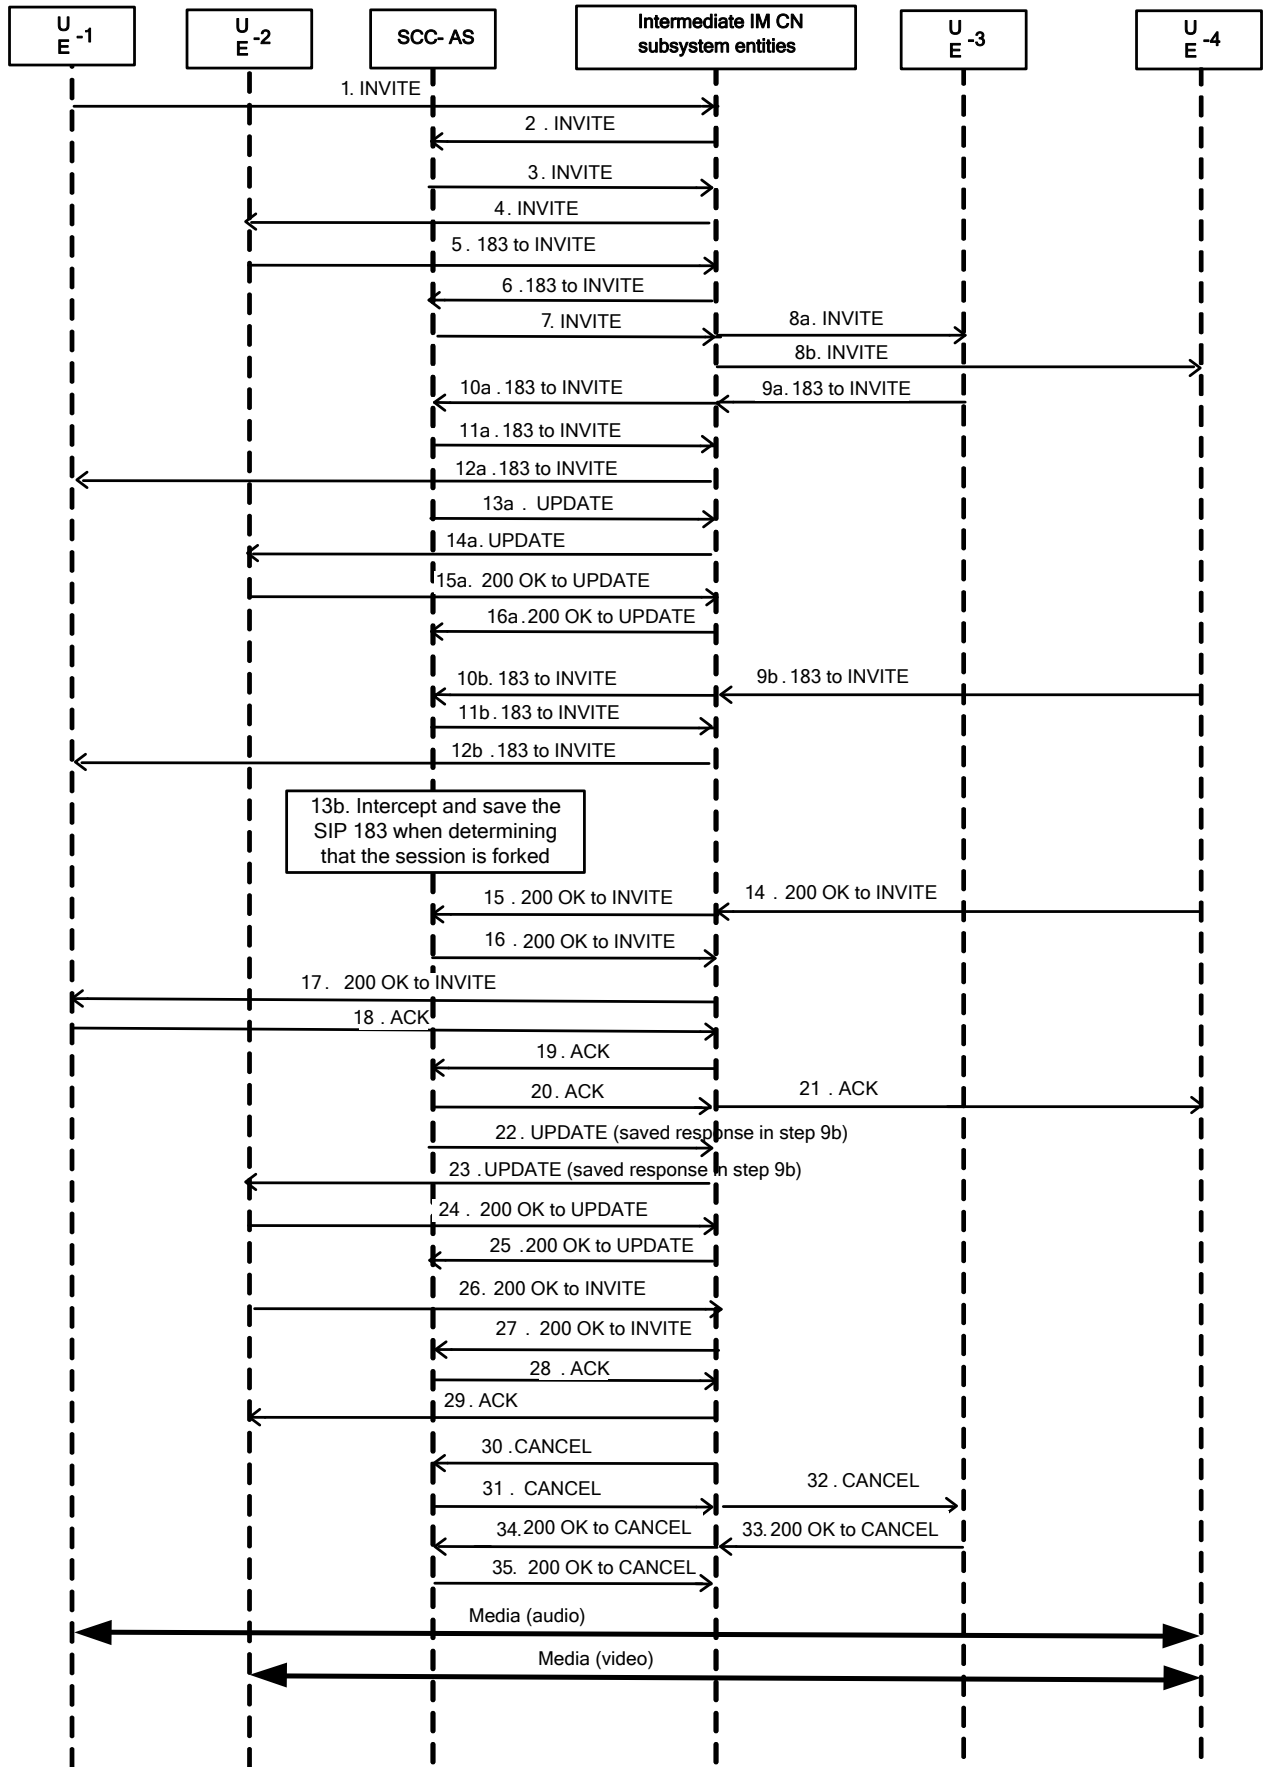 U
E -1
U
E -2
SCC- AS
Intermediate IM CN
subsystem entities
U
E -3
U
E -4
1. INVITE
2 . INVITE
3 . INVITE
4. INVITE
5 . 183 to INVITE
6 .183 to INVITE
7. INVITE
8a. INVITE
8b. INVITE
10a .183 to INVITE
9a.183 to INVITE
11a .183 to INVITE
12a .183 to INVITE
13a . UPDATE
14a. UPDATE
15a. 200 OK to UPDATE
16a.200 OK to UPDATE
10b. 183 to INVITE
9b . 183 to INVITE
11b .183 to INVITE
12b .183 to INVITE
13b. Intercept and save the
SIP 183 when determining
that the session is forked
15 . 200 OK to INVITE
14 . 200 OK to INVITE
16 . 200 OK to INVITE
17. 200 OK to INVITE
18 . ACK
19 . ACK
20. ACK
21 . ACK
22 . UPDATE (saved response in step 9b)
23 .UPDATE (saved response in step 9b)
24 . 200 OK to UPDATE
25 .200 OK to UPDATE
26. 200 OK to INVITE
27 . 200 OK to INVITE
28 . ACK
29 . ACK
30 .CANCEL
31 . CANCEL
32 . CANCEL
34.200 OK to CANCEL
33.200 OK to CANCEL
35. 200 OK to CANCEL
Media (audio)
Media (video)